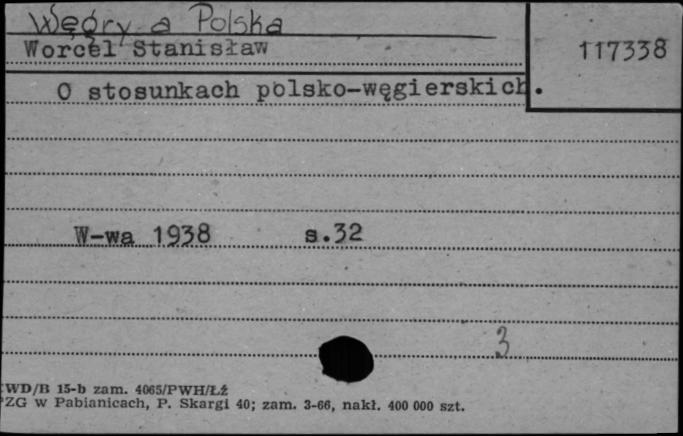 Węgry a Polska
Worcel Stanisław
117338
O stosunkach polsko-węgierskich.
W-wa 1938 s.32
3
WD/B 15-b zam. 4065/PWH/Łż
PZG w Pabianicach, P. Skargi 40; zam. 3-66, nakł. 400 000 szt.